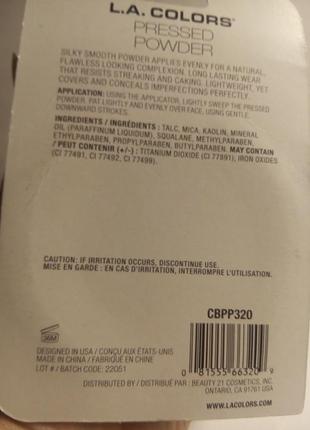 L.A. COLORS®
PRESSED
POWDER
SILKY SMOOTH POWDER APPLIES EVENLY FOR A NATURAL,
FLAWLESS LOOKING COMPLEXION. LONG LASTING WEAR
THAT RESISTS STREAKING AND CAKING. LIGHTWEIGHT, YET
COVERS AND CONCEALS IMPERFECTIONS PERFECTLY.
APPLICATION: USING THE APPLICATOR, LIGHTLY SWEEP THE PRESSED
POWDER. PAT LIGHTLY AND EVENLY OVER FACE, USING GENTLE,
DOWNWARD STROKES.
INGREDIENTS / INGRÉDIENTS : TALC, MICA, KAOLIN, MINERAL
OIL (PARAFFINUM LIQUIDUM), SQUALANE, METHYLPARABEN,
ETHYLPARABEN, PROPYLPARABEN, BUTYLPARABEN. MAY CONTAIN
/ PEUT CONTENIR (+/-) : TITANIUM DIOXIDE (CI 77891), IRON OXIDES
(CI 77491, CI 77492, CI 77499).
CAUTION: IF IRRITATION OCCURS, DISCONTINUE USE.
MISE EN GARDE : EN CAS D'IRRITATION, INTERROMPRE L'UTILISATION.
CBPP320
36M
DESIGNED IN USA / CONÇU AUX ÉTATS-UNIS
MADE IN CHINA / FABRIQUÉ EN CHINE
LOT # / BATCH CODE: 22051
0 81555 66320 9
DISTRIBUTED BY / DISTRIBUÉ PAR : BEAUTY 21 COSMETICS, INC.
ONTARIO, CA 91761 USA
WWW.LACOLORS.COM